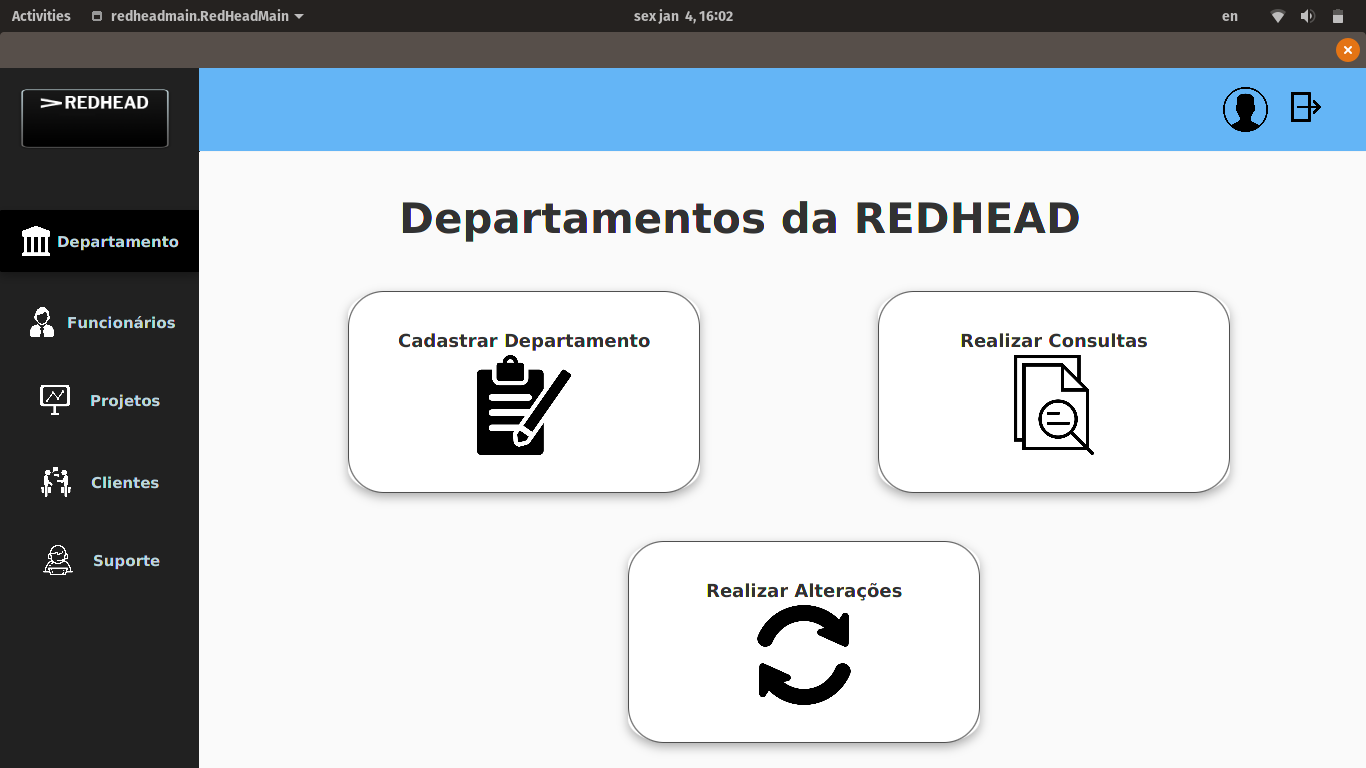 Activities redheadmain.RedHeadMain sex jan 4, 16:02 en
REDHEAD
Departamentos da REDHEAD
Departamento
Funcionários
Projetos
Clientes
Suporte
Cadastrar Departamento
Realizar Consultas
Realizar Alterações